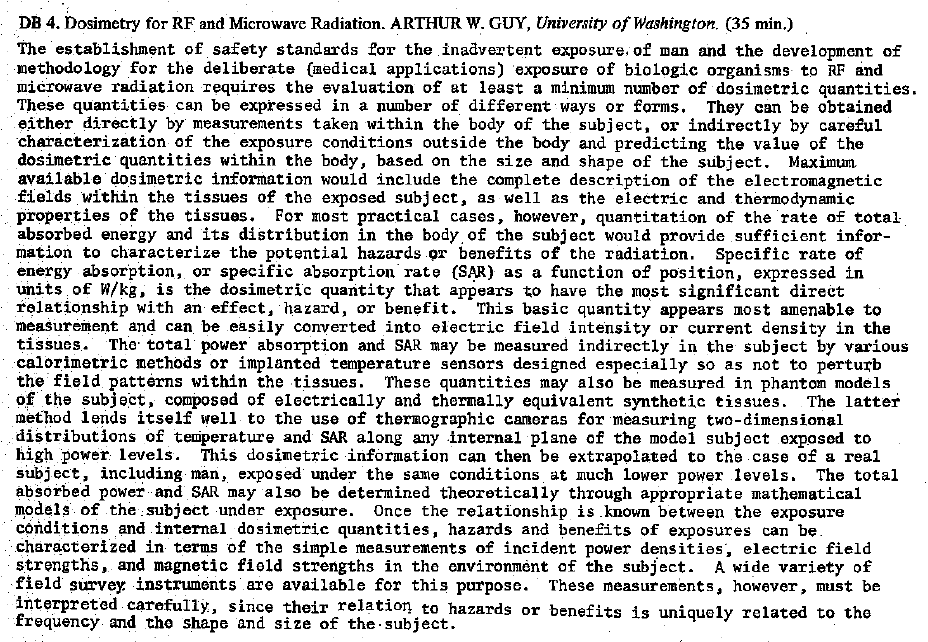 DB 4. Dosimetry for RF and Microwave Radiation. ARTHUR W. GUY, University of Washington. (35 min.)
The establishment of safety standards for the inadvertent exposure of man and the development of
methodology for the deliberate (medical applications) exposure of biologic organisms to RF and
microwave radiation requires the evaluation of at least a minimum number of dosimetric quantities.
These quantities can be expressed in a number of different ways or forms. They can be obtained
either directly by measurements taken within the body of the subject, or indirectly by careful
characterization of the exposure conditions outside the body and predicting the value of the
dosimetric quantities within the body, based on the size and shape of the subject. Maximum
available dosimetric information would include the complete description of the electromagnetic
fields within the tissues of the exposed subject, as well as the electric and thermodynamic
properties of the tissues. For most practical cases, however, quantitation of the rate of total
absorbed energy and its distribution in the body of the subject would provide sufficient infor-
mation to characterize the potential hazards or benefits of the radiation. Specific rate of
energy absorption, or specific absorption rate (SAR) as a function of position, expressed in
units of W/kg, is the dosimetric quantity that appears to have the most significant direct
relationship with an effect, hazard, or benefit. This basic quantity appears most amenable to
measurement and can be easily converted into electric field intensity or current density in the
tissues. The total power absorption and SAR may be measured indirectly in the subject by various
calorimetric methods or implanted temperature sensors designed especially so as not to perturb
the field patterns within the tissues. These quantities may also be measured in phantom models
of the subject, composed of electrically and thermally equivalent synthetic tissues. The latter
method lends itself well to the use of thermographic cameras for measuring two-dimensional
distributions of temperature and SAR along any internal plane of the model subject exposed to
high power levels. This dosimetric information can then be extrapolated to the case of a real
subject, including man, exposed under the same conditions at much lower power levels. The total
absorbed power and SAR may also be determined theoretically through appropriate mathematical
models of the subject under exposure. Once the relationship is known between the exposure
conditions and internal dosimetric quantities, hazards and benefits of exposures can be
characterized in terms of the simple measurements of incident power densities, electric field
strengths, and magnetic field strengths in the environment of the subject. A wide variety of
field survey instruments are available for this purpose. These measurements, however, must be
interpreted carefully, since their relation to hazards or benefits is uniquely related to the
frequency and the shape and size of the subject.